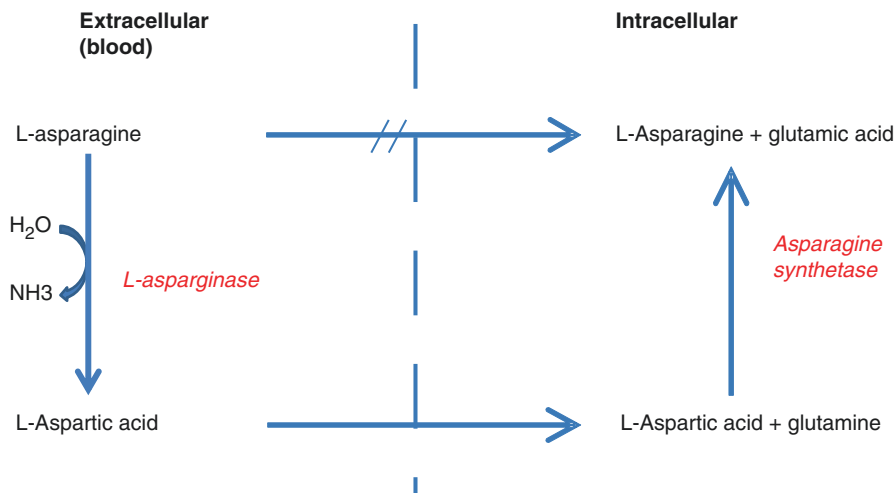 Extracellular
(blood)
Intracellular
L-asparagine
L-Asparagine + glutamic acid
H₂O
NH3
L-asparginase
Asparagine
synthetase
L-Aspartic acid
L-Aspartic acid + glutamine